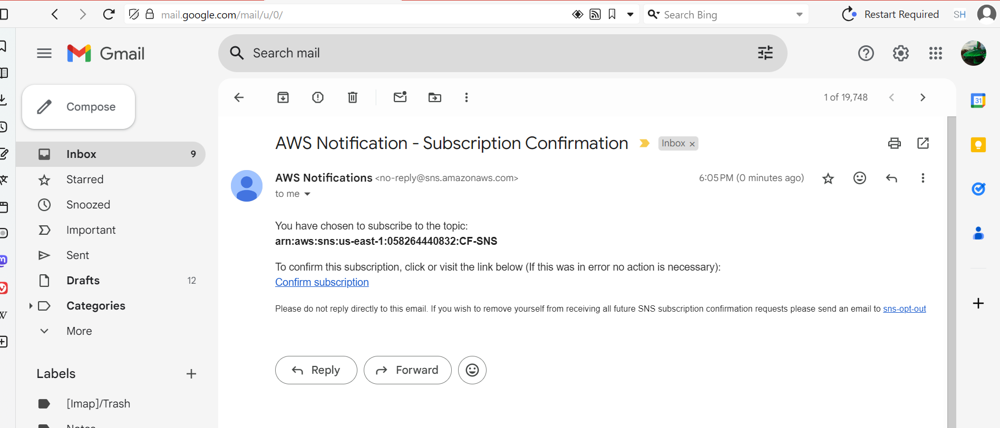 mail.google.com/mail/u/0/
Search Bing
Restart Required
SH
Gmail
Search mail
Compose
1 of 19,748
31
Inbox 9
Starred
Snoozed
Important
Sent
Drafts 12
Categories
More
Labels
[Imap]/Trash
Notes
AWS Notification - Subscription Confirmation
Inbox x
AWS Notifications <no-reply@sns.amazonaws.com>
6:05 PM (0 minutes ago)
to me
You have chosen to subscribe to the topic:
arn:aws:sns:us-east-1:058264440832:CF-SNS
To confirm this subscription, click or visit the link below (If this was in error no action is necessary):
Confirm subscription
Please do not reply directly to this email. If you wish to remove yourself from receiving all future SNS subscription confirmation requests please send an email to sns-opt-out
Reply
Forward